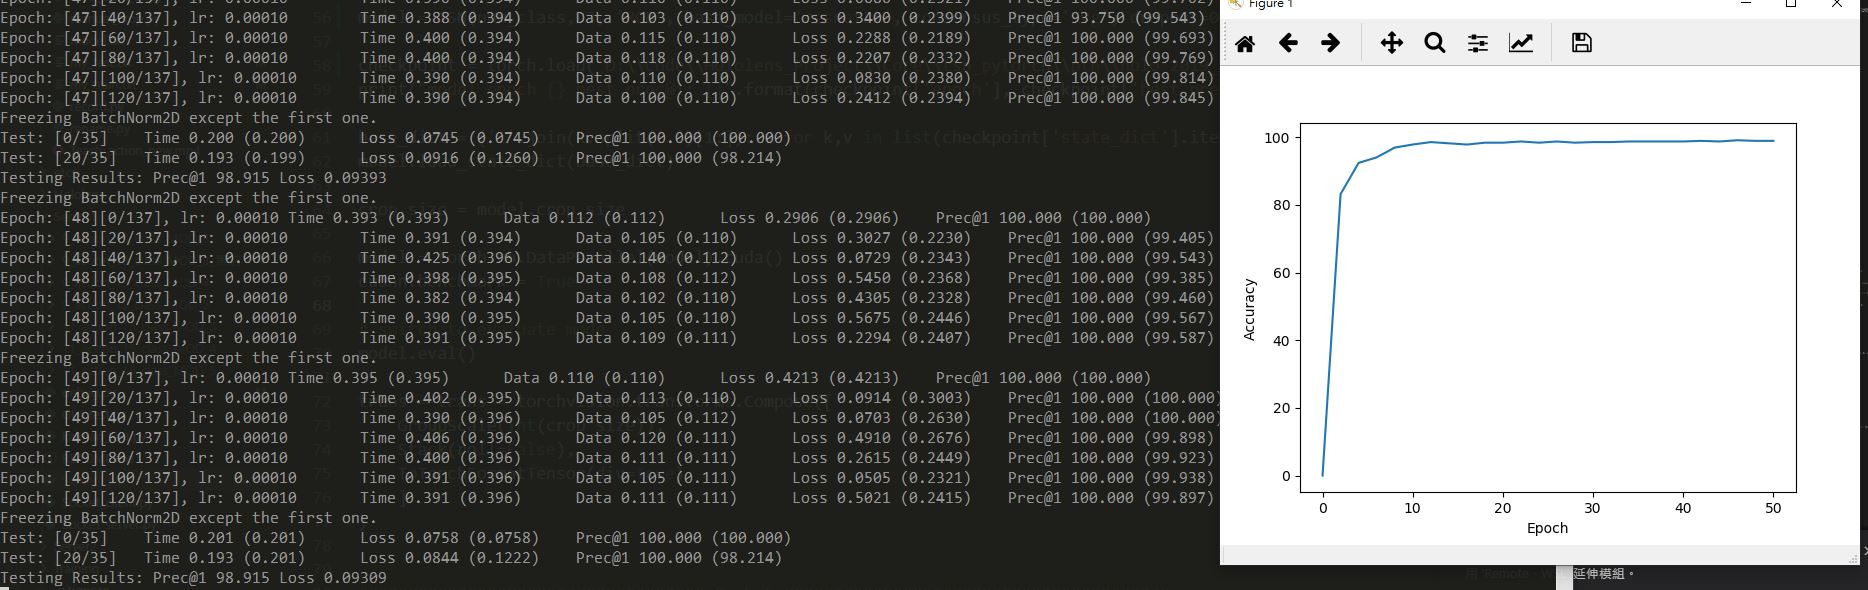 Epoch: [47][40/137], lr: 0.00010 Time 0.388 (0.394) Data 0.103 (0.110) Loss 0.3400 (0.2399) Prec@1 93.750 (99.543)
Epoch: [47][60/137], lr: 0.00010 Time 0.400 (0.394) Data 0.115 (0.110) Loss 0.2288 (0.2189) Prec@1 100.000 (99.693)
Epoch: [47][80/137], lr: 0.00010 Time 0.400 (0.394) Data 0.118 (0.110) Loss 0.2207 (0.2332) Prec@1 100.000 (99.769)
Epoch: [47][100/137], lr: 0.00010 Time 0.390 (0.394) Data 0.110 (0.110) Loss 0.0830 (0.2380) Prec@1 100.000 (99.814)
Epoch: [47][120/137], lr: 0.00010 Time 0.390 (0.394) Data 0.100 (0.110) Loss 0.2412 (0.2394) Prec@1 100.000 (99.845)
Freezing BatchNorm2D except the first one.
Test: [0/35] Time 0.200 (0.200) Loss 0.0745 (0.0745) Prec@1 100.000 (100.000)
Test: [20/35] Time 0.193 (0.199) Loss 0.0916 (0.1260) Prec@1 100.000 (98.214)
Testing Results: Prec@1 98.915 Loss 0.09393
Freezing BatchNorm2D except the first one.
Epoch: [48][0/137], lr: 0.00010 Time 0.393 (0.393) Data 0.112 (0.112) Loss 0.2906 (0.2906) Prec@1 100.000 (100.000)
Epoch: [48][20/137], lr: 0.00010 Time 0.391 (0.394) Data 0.105 (0.110) Loss 0.3027 (0.2230) Prec@1 100.000 (99.405)
Epoch: [48][40/137], lr: 0.00010 Time 0.425 (0.396) Data 0.140 (0.112) Loss 0.0729 (0.2343) Prec@1 100.000 (99.543)
Epoch: [48][60/137], lr: 0.00010 Time 0.398 (0.395) Data 0.108 (0.112) Loss 0.5450 (0.2368) Prec@1 100.000 (99.385)
Epoch: [48][80/137], lr: 0.00010 Time 0.382 (0.394) Data 0.102 (0.110) Loss 0.4305 (0.2328) Prec@1 100.000 (99.460)
Epoch: [48][100/137], lr: 0.00010 Time 0.390 (0.395) Data 0.105 (0.110) Loss 0.5675 (0.2446) Prec@1 100.000 (99.567)
Epoch: [48][120/137], lr: 0.00010 Time 0.391 (0.395) Data 0.109 (0.111) Loss 0.2294 (0.2407) Prec@1 100.000 (99.587)
Freezing BatchNorm2D except the first one.
Epoch: [49][0/137], lr: 0.00010 Time 0.395 (0.395) Data 0.110 (0.110) Loss 0.4213 (0.4213) Prec@1 100.000 (100.000)
Epoch: [49][20/137], lr: 0.00010 Time 0.402 (0.395) Data 0.113 (0.110) Loss 0.0914 (0.3003) Prec@1 100.000 (100.000)
Epoch: [49][40/137], lr: 0.00010 Time 0.390 (0.396) Data 0.105 (0.112) Loss 0.0703 (0.2630) Prec@1 100.000 (100.000)
Epoch: [49][60/137], lr: 0.00010 Time 0.406 (0.396) Data 0.120 (0.111) Loss 0.4910 (0.2676) Prec@1 100.000 (99.898)
Epoch: [49][80/137], lr: 0.00010 Time 0.400 (0.396) Data 0.111 (0.111) Loss 0.2615 (0.2449) Prec@1 100.000 (99.923)
Epoch: [49][100/137], lr: 0.00010 Time 0.391 (0.396) Data 0.105 (0.111) Loss 0.0505 (0.2321) Prec@1 100.000 (99.938)
Epoch: [49][120/137], lr: 0.00010 Time 0.391 (0.396) Data 0.111 (0.111) Loss 0.5021 (0.2415) Prec@1 100.000 (99.897)
Freezing BatchNorm2D except the first one.
Test: [0/35] Time 0.201 (0.201) Loss 0.0758 (0.0758) Prec@1 100.000 (100.000)
Test: [20/35] Time 0.193 (0.201) Loss 0.0844 (0.1222) Prec@1 100.000 (98.214)
Testing Results: Prec@1 98.915 Loss 0.09309
Figure 1
100
80
60
40
20
0
Accuracy
0 10 20 30 40 50
Epoch
延伸模組。